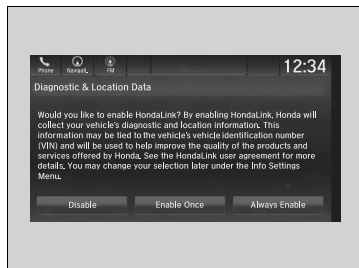 12:34
Phone Navigati.. FM
Diagnostic & Location Data
Would you like to enable HondaLink? By enabling HondaLink, Honda will
collect your vehicle's diagnostic and location information. This
information may be tied to the vehicle's vehicle identification number
(VIN) and will be used to help improve the quality of the products and
services offered by Honda. See the HondaLink user agreement for more
details. You may change your selection later under the Info Settings
Menu.
Disable Enable Once Always Enable